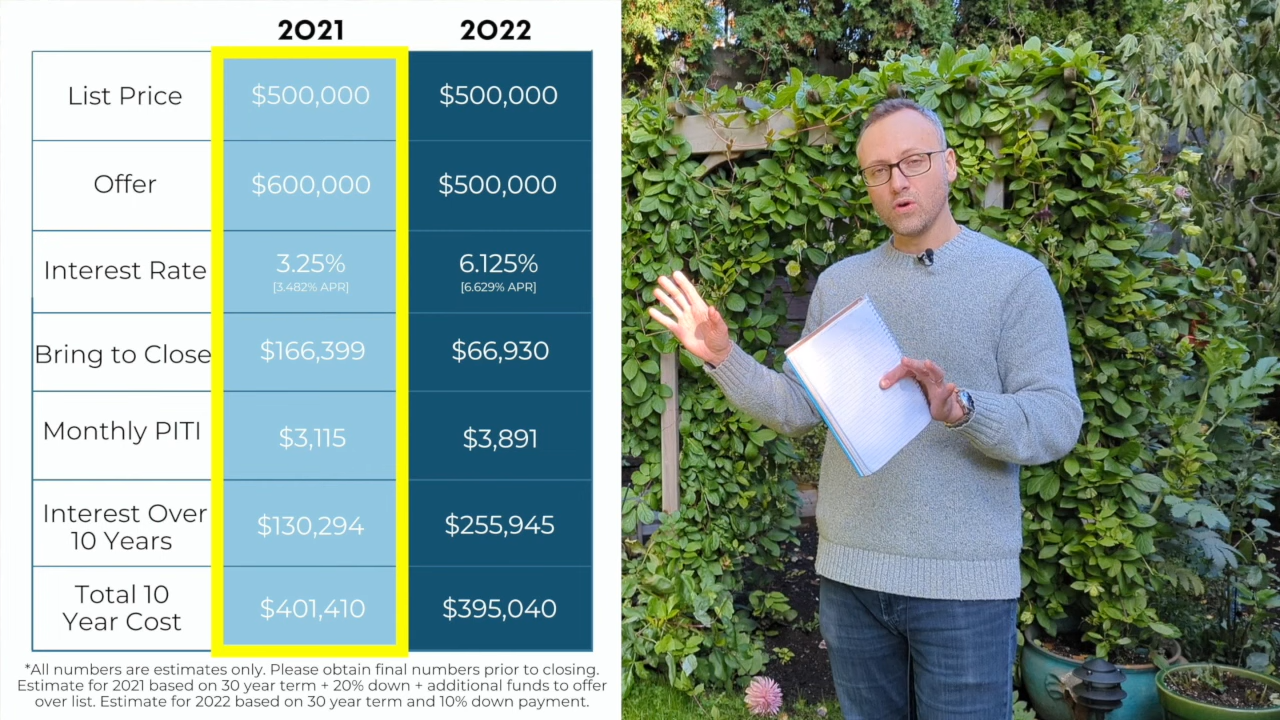 2021 2022
List Price $500,000 $500,000
Offer $600,000 $500,000
Interest Rate 3.25% 6.125%
[3.482% APR] [6.629% APR]
Bring to Close $166,399 $66,930
Monthly PITI $3,115 $3,891
Interest Over
10 Years $130,294 $255,945
Total 10
Year Cost $401,410 $395,040
*All numbers are estimates only. Please obtain final numbers prior to closing.
Estimate for 2021 based on 30 year term + 20% down + additional funds to offer
over list. Estimate for 2022 based on 30 year term and 10% down payment.